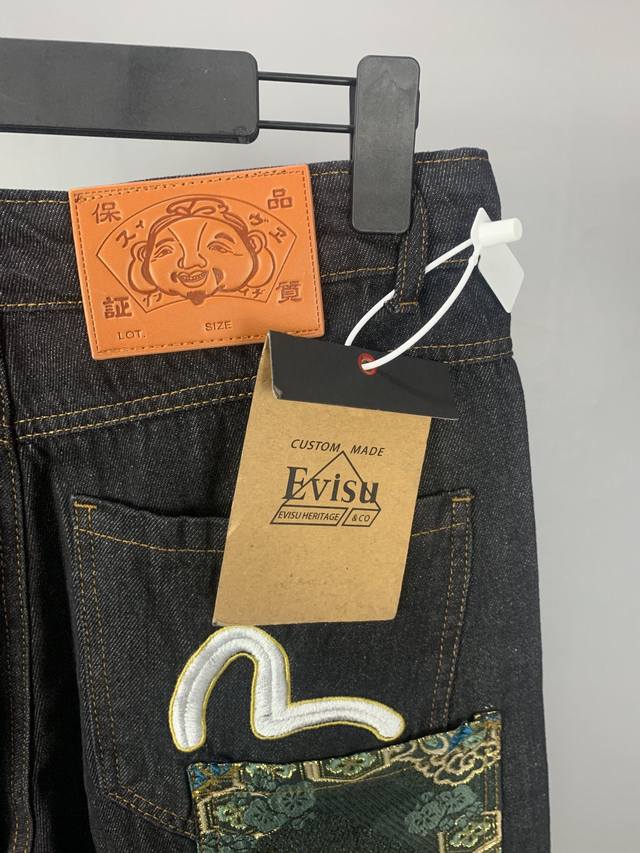 保 品
証 質
LOT. SIZE
CUSTOM MADE
Evisu
EVISU HERITAGE & CO